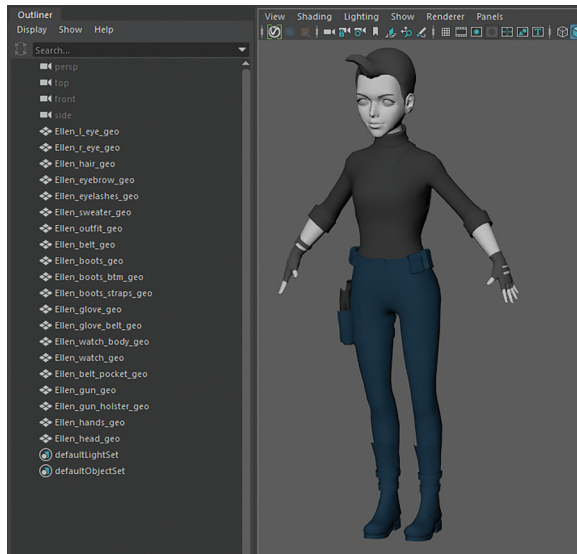 Outliner
Display Show Help
Search...
persp
top
front
side
Ellen_l_eye_geo
Ellen_r_eye_geo
Ellen_hair_geo
Ellen_eyebrow_geo
Ellen_eyelashes_geo
Ellen_sweater_geo
Ellen_outfit_geo
Ellen_belt_geo
Ellen_boots_geo
Ellen_boots_btm_geo
Ellen_boots_straps_geo
Ellen_glove_geo
Ellen_glove_belt_geo
Ellen_watch_body_geo
Ellen_watch_geo
Ellen_belt_pocket_geo
Ellen_gun_geo
Ellen_gun_holster_geo
Ellen_hands_geo
Ellen_head_geo
defaultLightSet
defaultObjectSet
View Shading Lighting Show Renderer Panels